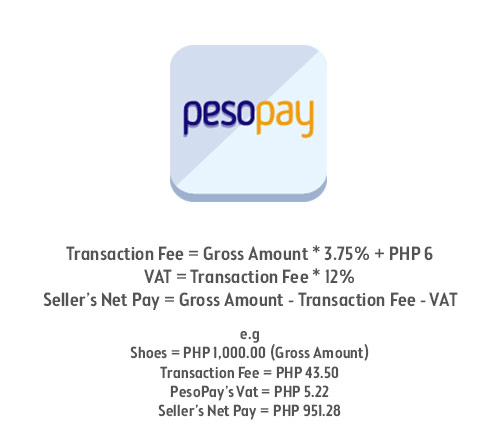 pesopay
Transaction Fee = Gross Amount * 3.75% + PHP 6
VAT = Transaction Fee * 12%
Seller's Net Pay = Gross Amount - Transaction Fee - VAT
e.g
Shoes = PHP 1,000.00 (Gross Amount)
Transaction Fee = PHP 43.50
PesoPay's Vat = PHP 5.22
Seller's Net Pay = PHP 951.28